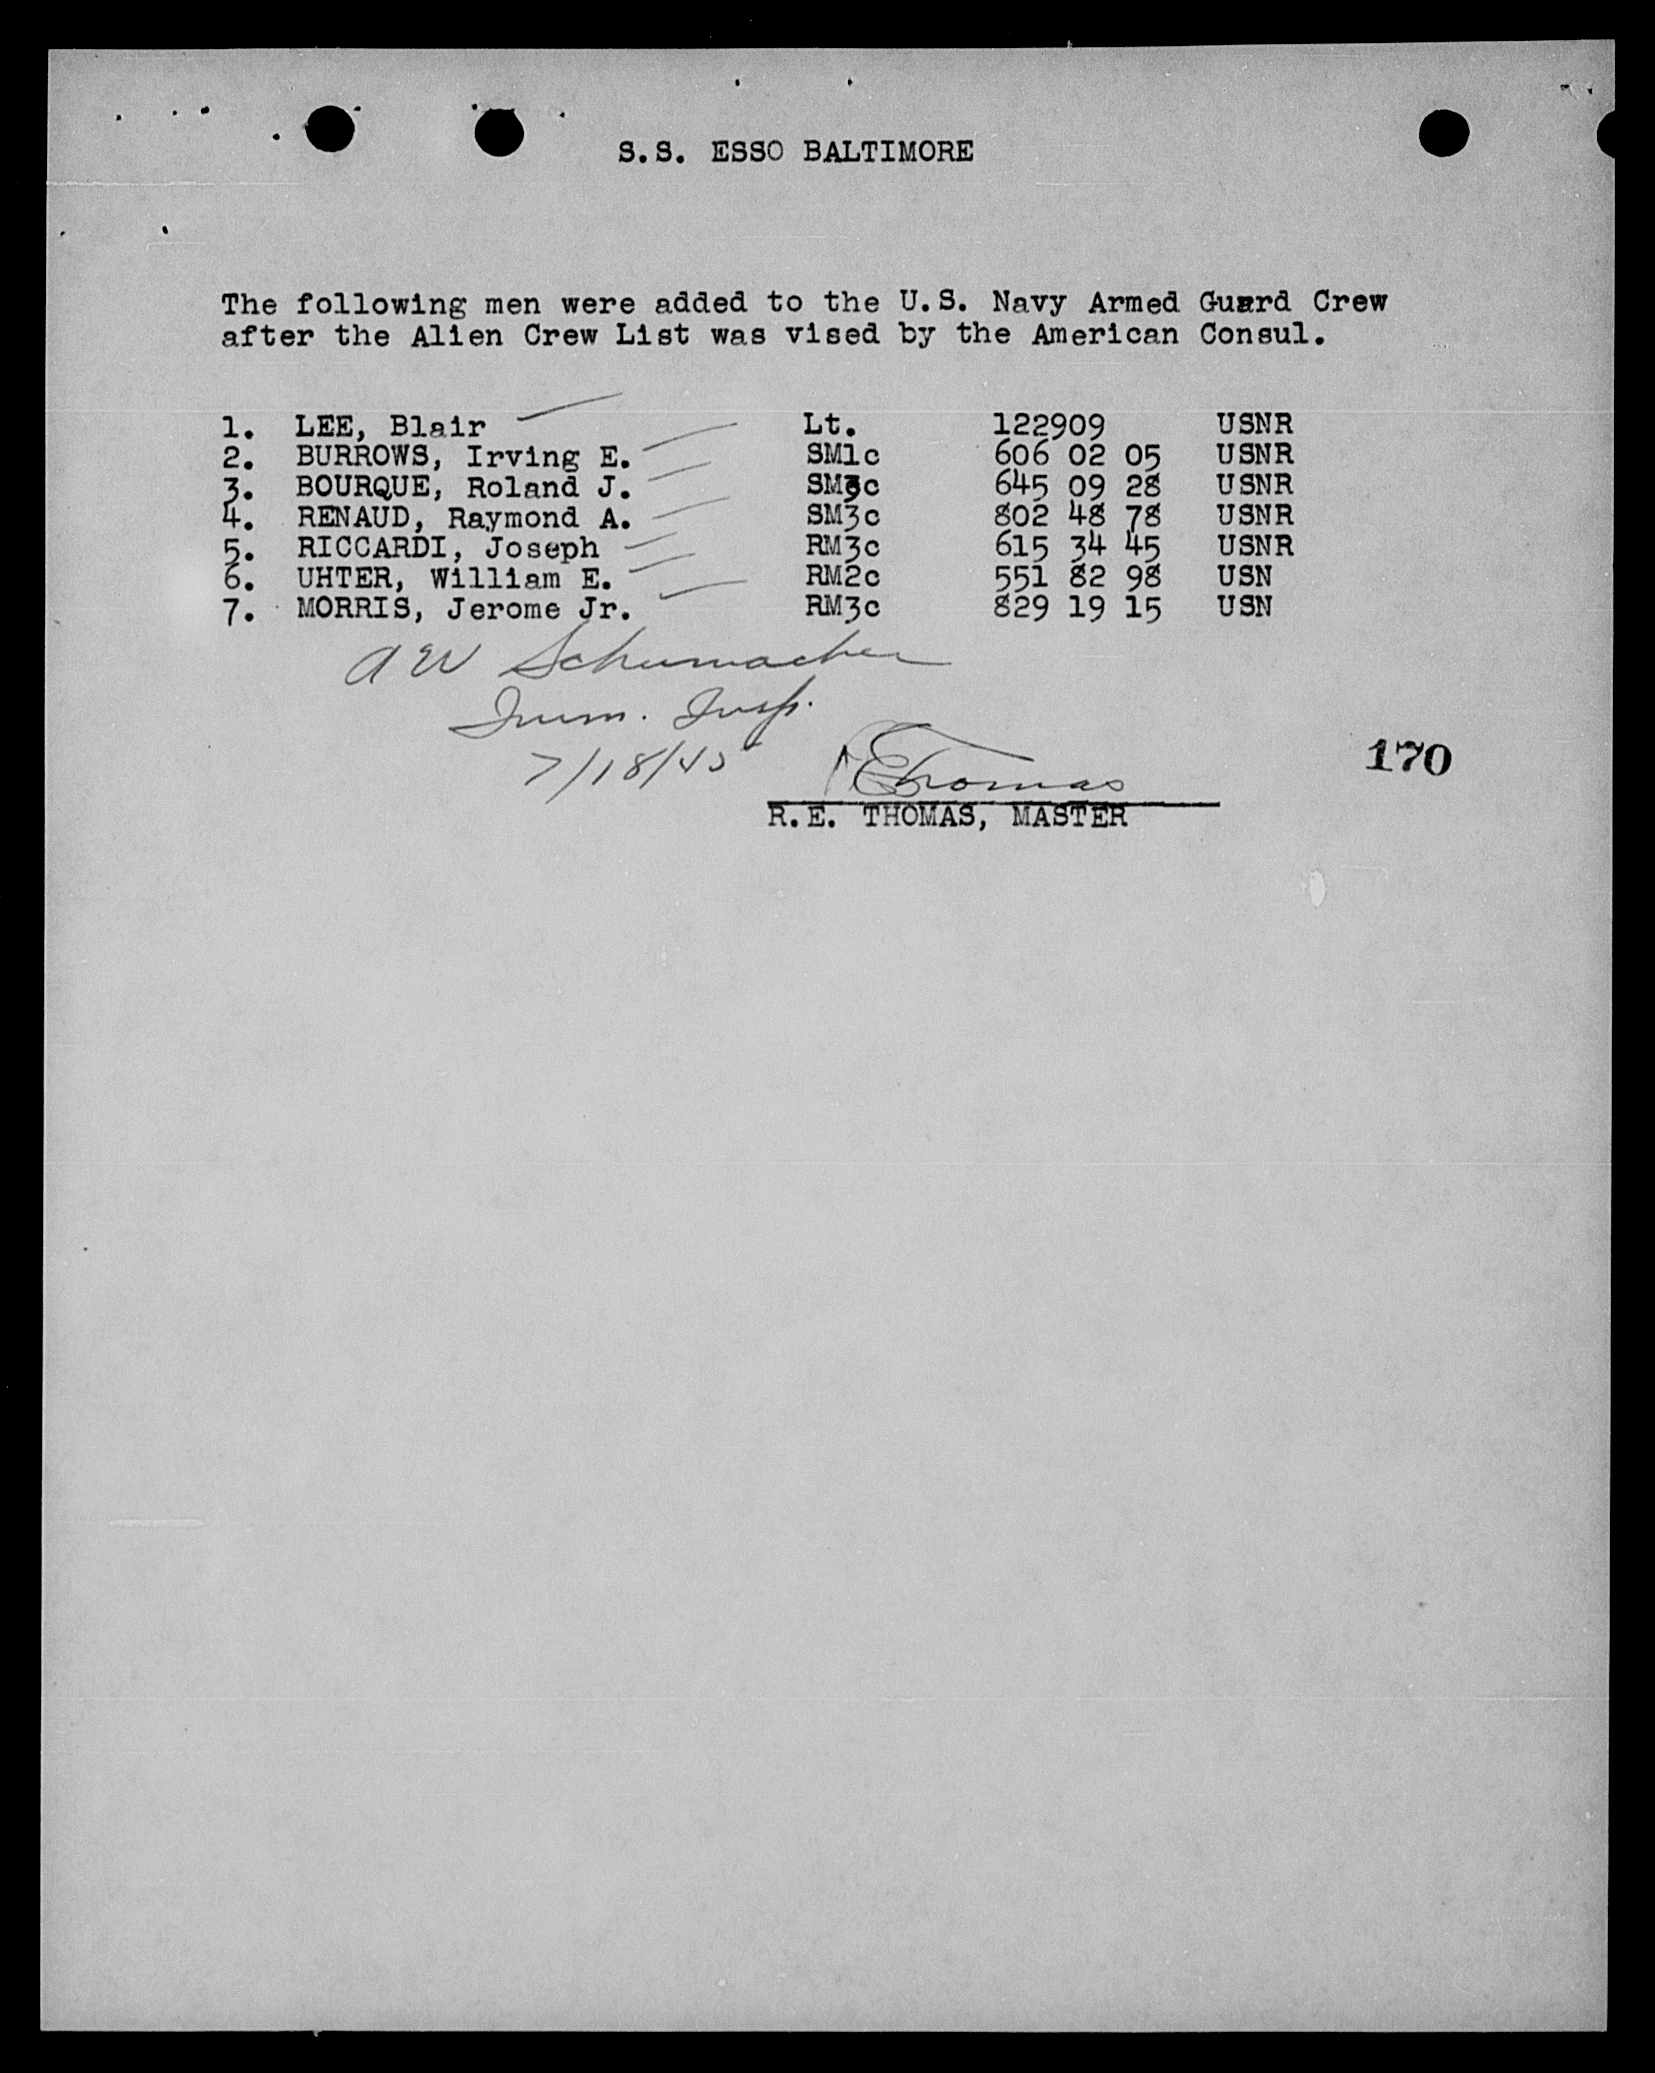 S.S. ESSO BALTIMORE
The following men were added to the U.S. Navy Armed Guard Crew
after the Alien Crew List was vised by the American Consul.
1. LEE, Blair Lt. 122909 USNR
2. BURROWS, Irving E. SM1c 606 02 05 USNR
3. BOURQUE, Roland J. SM3c 645 09 28 USNR
4. RENAUD, Raymond A. SM3c 802 48 78 USNR
5. RICCARDI, Joseph RM3c 615 34 45 USNR
6. UHTER, William E. RM2c 551 82 98 USN
7. MORRIS, Jerome Jr. RM3c 829 19 15 USN
A W Schumacher
Imm. Insp.
7/18/45
170
RE Thomas
R.E. THOMAS, MASTER